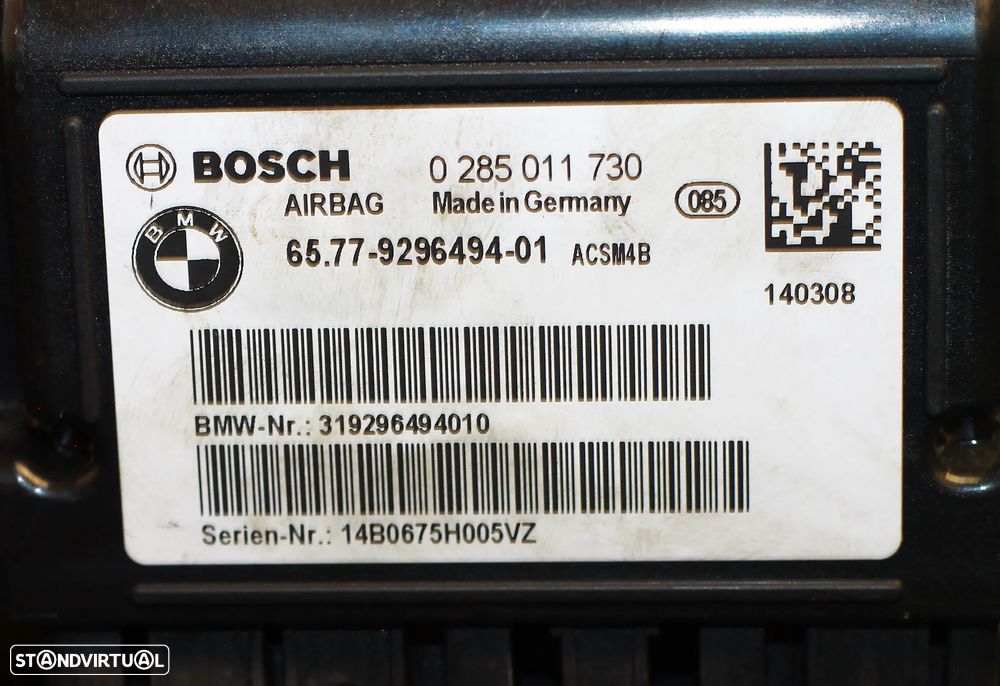 BOSCH 0 285 011 730
AIRBAG Made in Germany 085
BMW
65.77-9296494-01 ACSM4B
140308
BMW-Nr.: 319296494010
Serien-Nr.: 14B0675H005VZ
STANDVIRTUAL